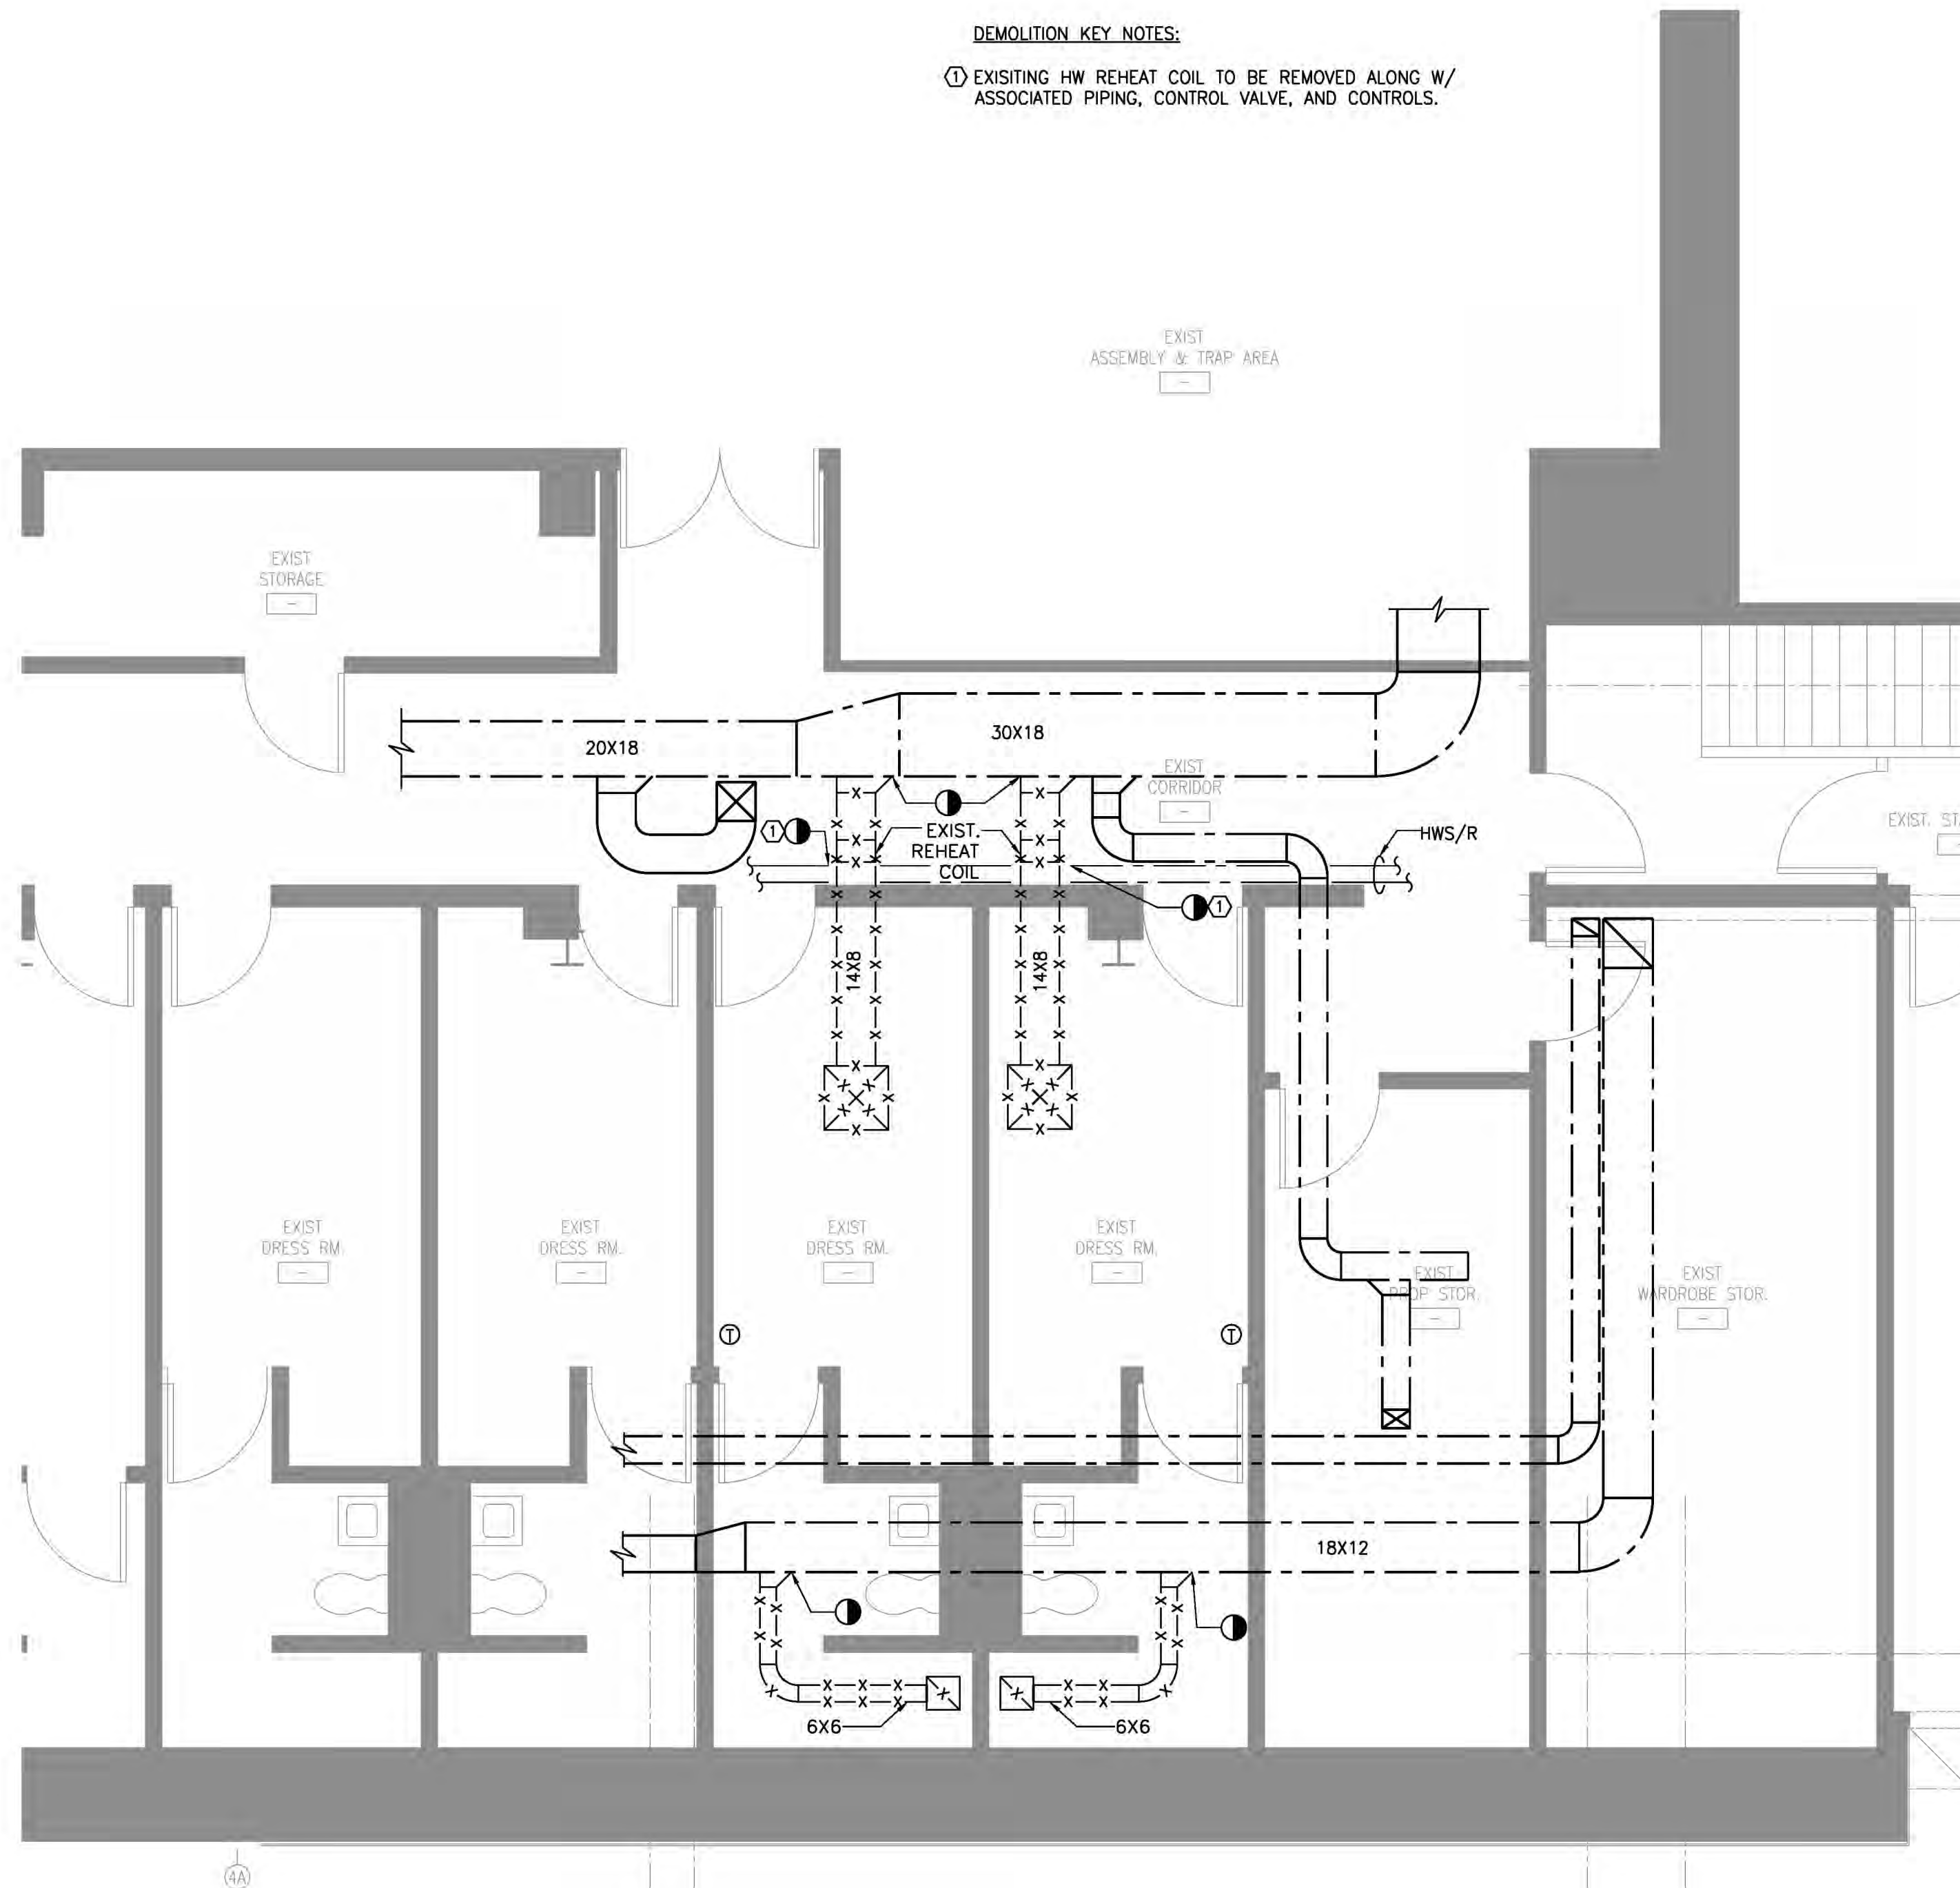 DEMOLITION KEY NOTES:
1 EXISITING HW REHEAT COIL TO BE REMOVED ALONG W/
ASSOCIATED PIPING, CONTROL VALVE, AND CONTROLS.
EXIST
ASSEMBLY & TRAP AREA
-
EXIST
STORAGE
-
20X18
30X18
EXIST
CORRIDOR
-
1
EXIST.
REHEAT
COIL
HWS/R
EXIST. ST
1
14X8
14X8
EXIST
DRESS RM.
-
EXIST
DRESS RM.
-
EXIST
DRESS RM.
-
EXIST
DRESS RM.
-
EXIST
PROP STOR.
-
EXIST
WARDROBE STOR.
-
T
T
18X12
6X6
6X6
4A